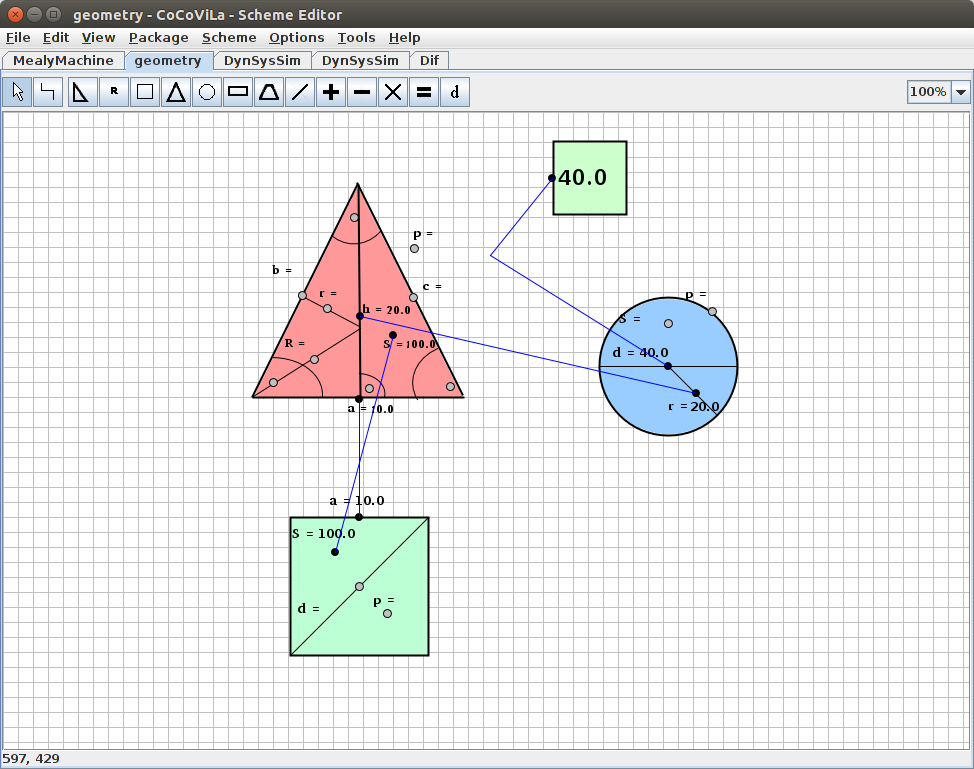 geometry - CoCoViLa - Scheme Editor
File Edit View Package Scheme Options Tools Help
MealyMachine geometry DynSysSim DynSysSim Dif
R d 100%
40.0
p =
b =
c =
r =
p =
h = 20.0
S =
R =
S = 100.0
d = 40.0
a = 10.0
r = 20.0
a = 10.0
S = 100.0
p =
d =
597, 429